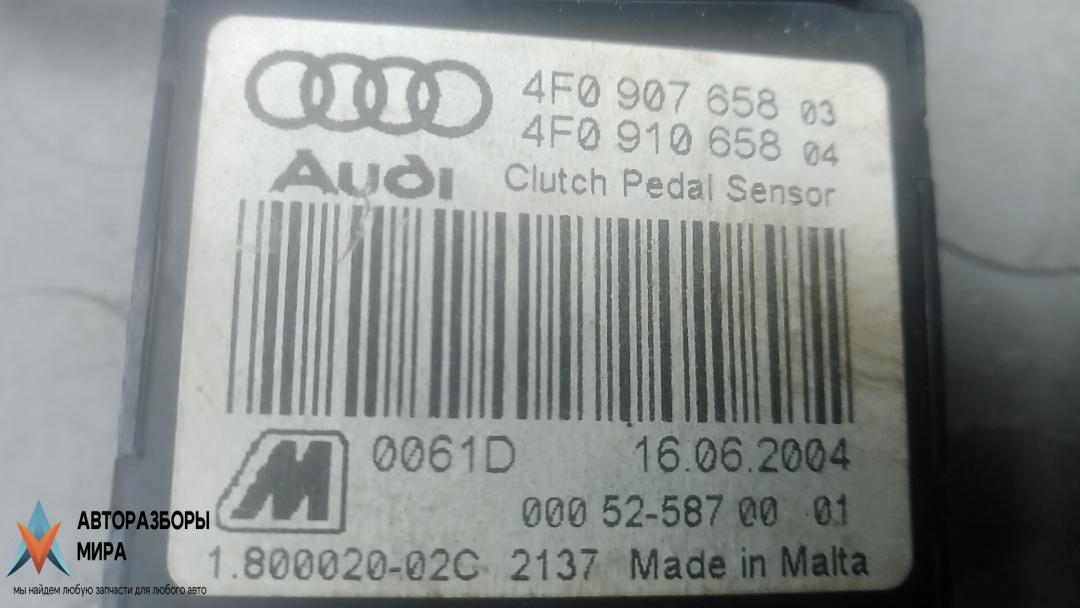 4F0 907 658 03
4F0 910 658 04
Audi
Clutch Pedal Sensor
M 0061D 16.06.2004
000 52-587 00 01
1.800020-02C 2137 Made in Malta
АВТОРАЗБОРЫ
МИРА
мы найдем любую запчасти для любого авто